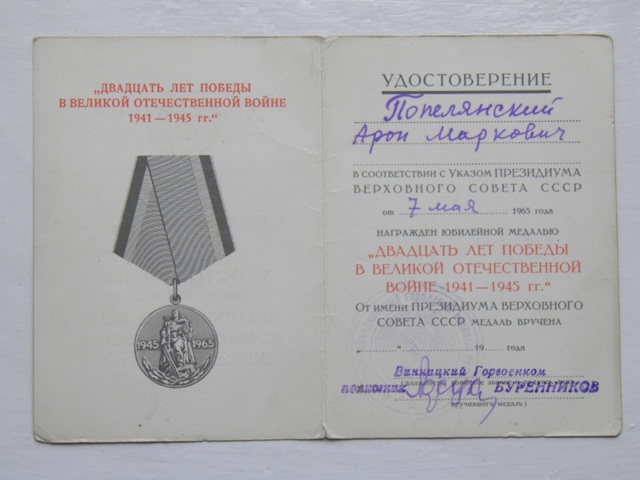 „ДВАДЦАТЬ ЛЕТ ПОБЕДЫ
В ВЕЛИКОЙ ОТЕЧЕСТВЕННОЙ ВОЙНЕ
1941 — 1945 гг.“
1945 1965
УДОСТОВЕРЕНИЕ
Попелянский
Арон Маркович
В СООТВЕТСТВИИ С УКАЗОМ ПРЕЗИДИУМА
ВЕРХОВНОГО СОВЕТА СССР
от 7 мая 1965 года
НАГРАЖДЕН ЮБИЛЕЙНОЙ МЕДАЛЬЮ
„ДВАДЦАТЬ ЛЕТ ПОБЕДЫ
В ВЕЛИКОЙ ОТЕЧЕСТВЕННОЙ
ВОЙНЕ 1941—1945 гг.“
ОТ ИМЕНИ ПРЕЗИДИУМА ВЕРХОВНОГО
СОВЕТА СССР МЕДАЛЬ ВРУЧЕНА
„ “ 19 года
Винницкий Горвоенком
полковник БУРЕННИКОВ
вручившего медаль)